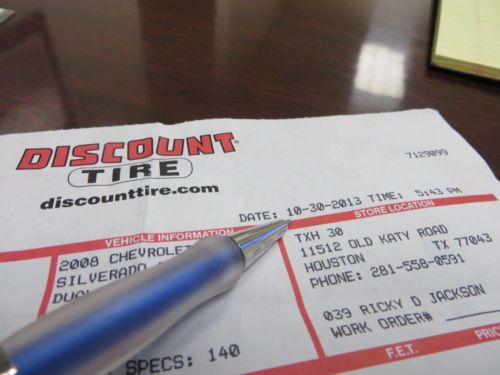 DISCOUNT
TIRE
discounttire.com
7129099
DATE: 10-30-2013 TIME: 5:43 PM
VEHICLE INFORMATION
STORE LOCATION
2008 CHEVROLET
SILVERADO
SPECS: 140
TXH 30
11512 OLD KATY ROAD
HOUSTON TX 77043
PHONE: 281-558-0591
039 RICKY D JACKSON
WORK ORDER#
F.E.T.